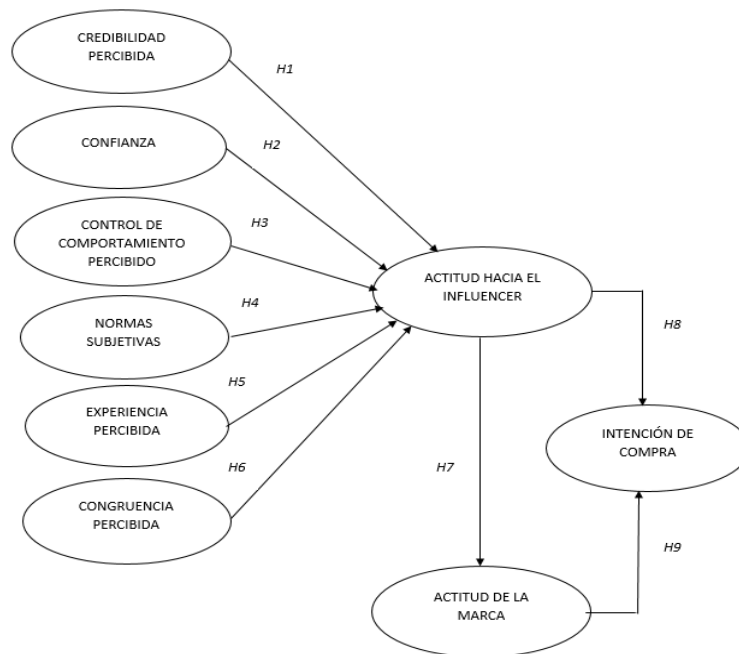 CREDIBILIDAD
PERCIBIDA
H1
CONFIANZA
H2
CONTROL DE
COMPORTAMIENTO
PERCIBIDO
H3
NORMAS
SUBJETIVAS
H4
EXPERIENCIA
PERCIBIDA
H5
CONGRUENCIA
PERCIBIDA
H6
ACTITUD HACIA EL
INFLUENCER
H7
H8
INTENCIÓN DE
COMPRA
H9
ACTITUD DE LA
MARCA